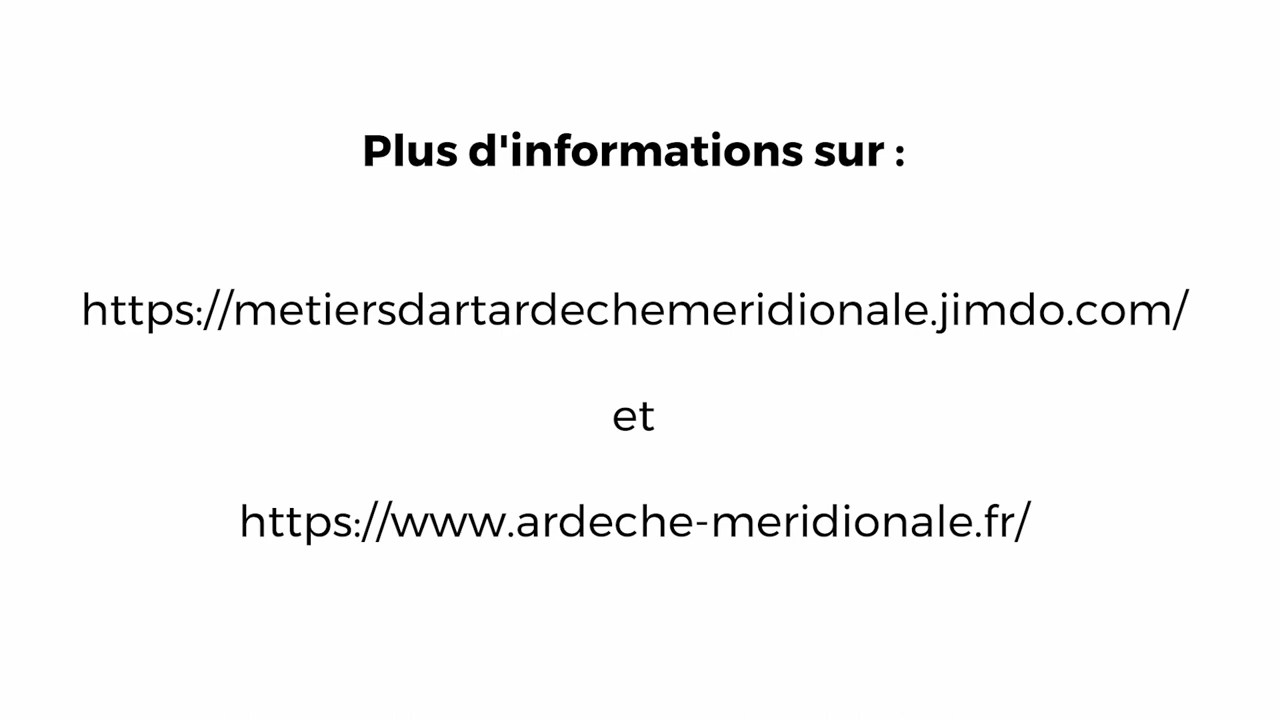 Plus d'informations sur :
https://metiersdartardechemeridionale.jimdo.com/
et
https://www.ardeche-meridionale.fr/